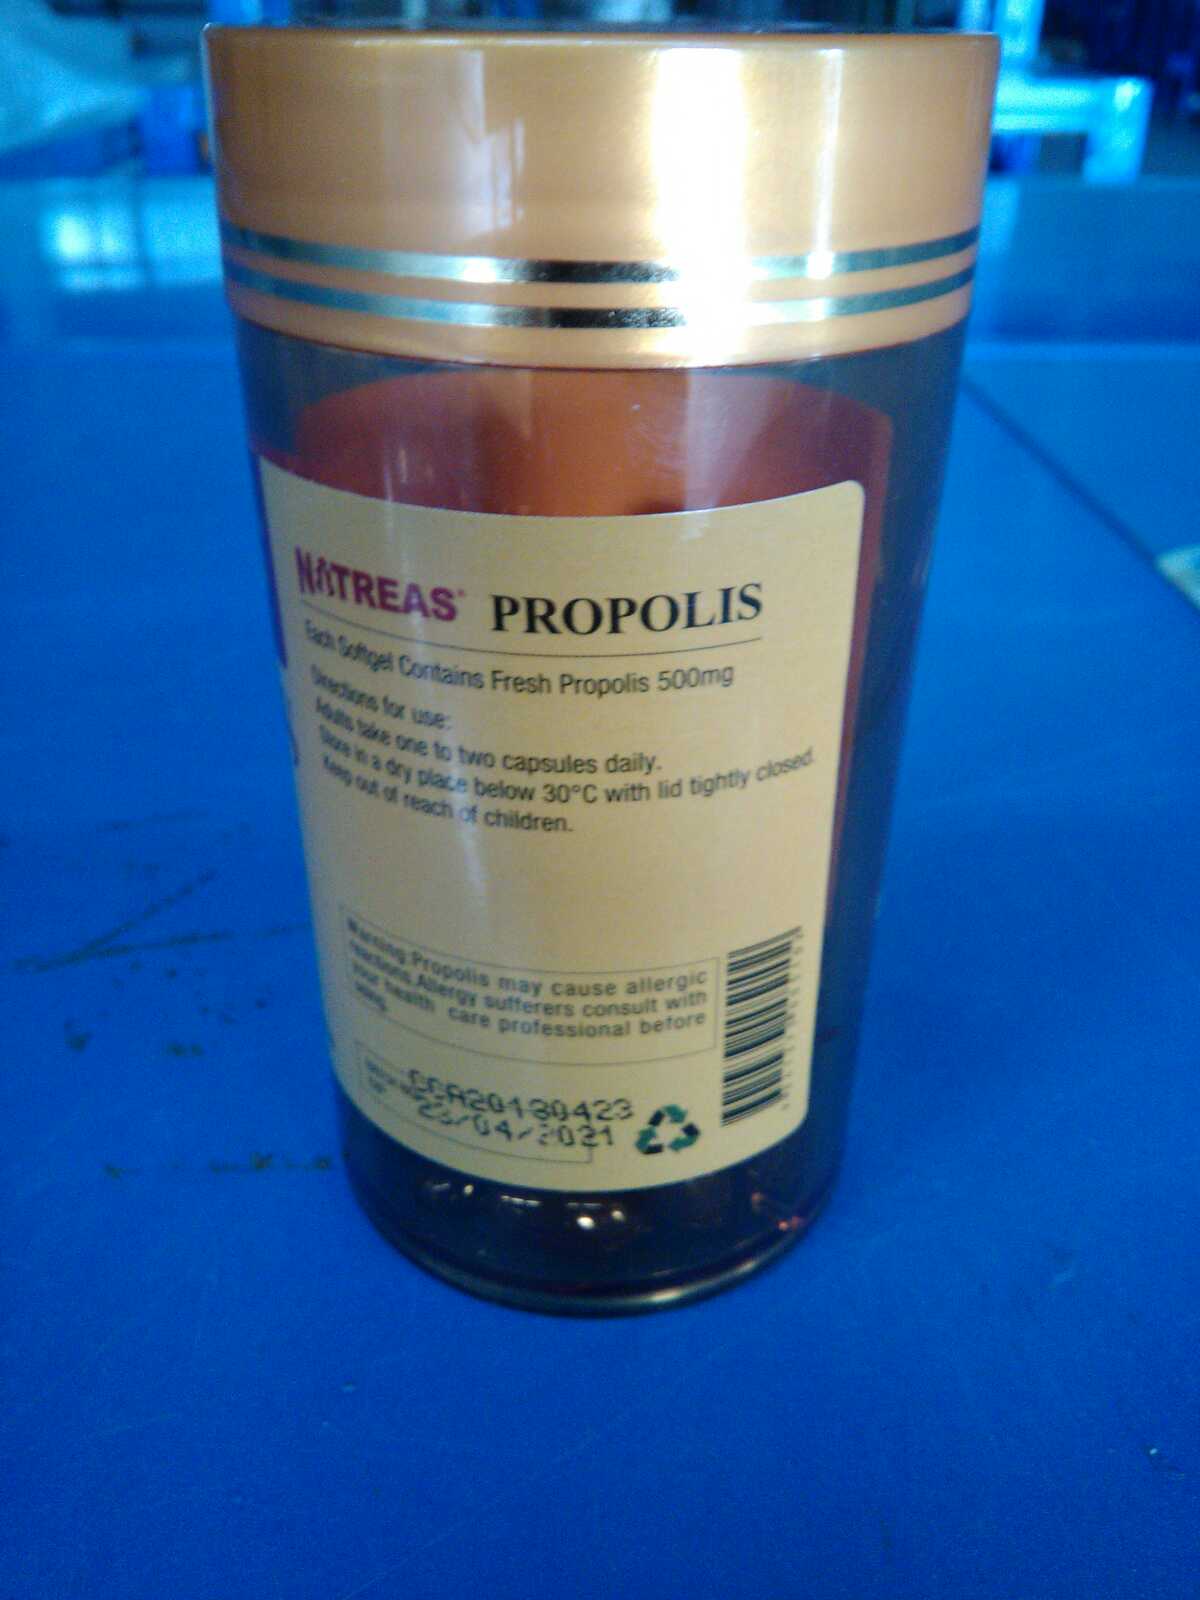 NATREAS® PROPOLIS
Each Softgel Contains Fresh Propolis 500mg
Directions for use:
Adults take one to two capsules daily.
Store in a dry place below 30°C with lid tightly closed.
Keep out of reach of children.
Warning:Propolis may cause allergic
reactions.Allergy sufferers consult with
your health care professional before
using.
CCA20180423
23/04/2021